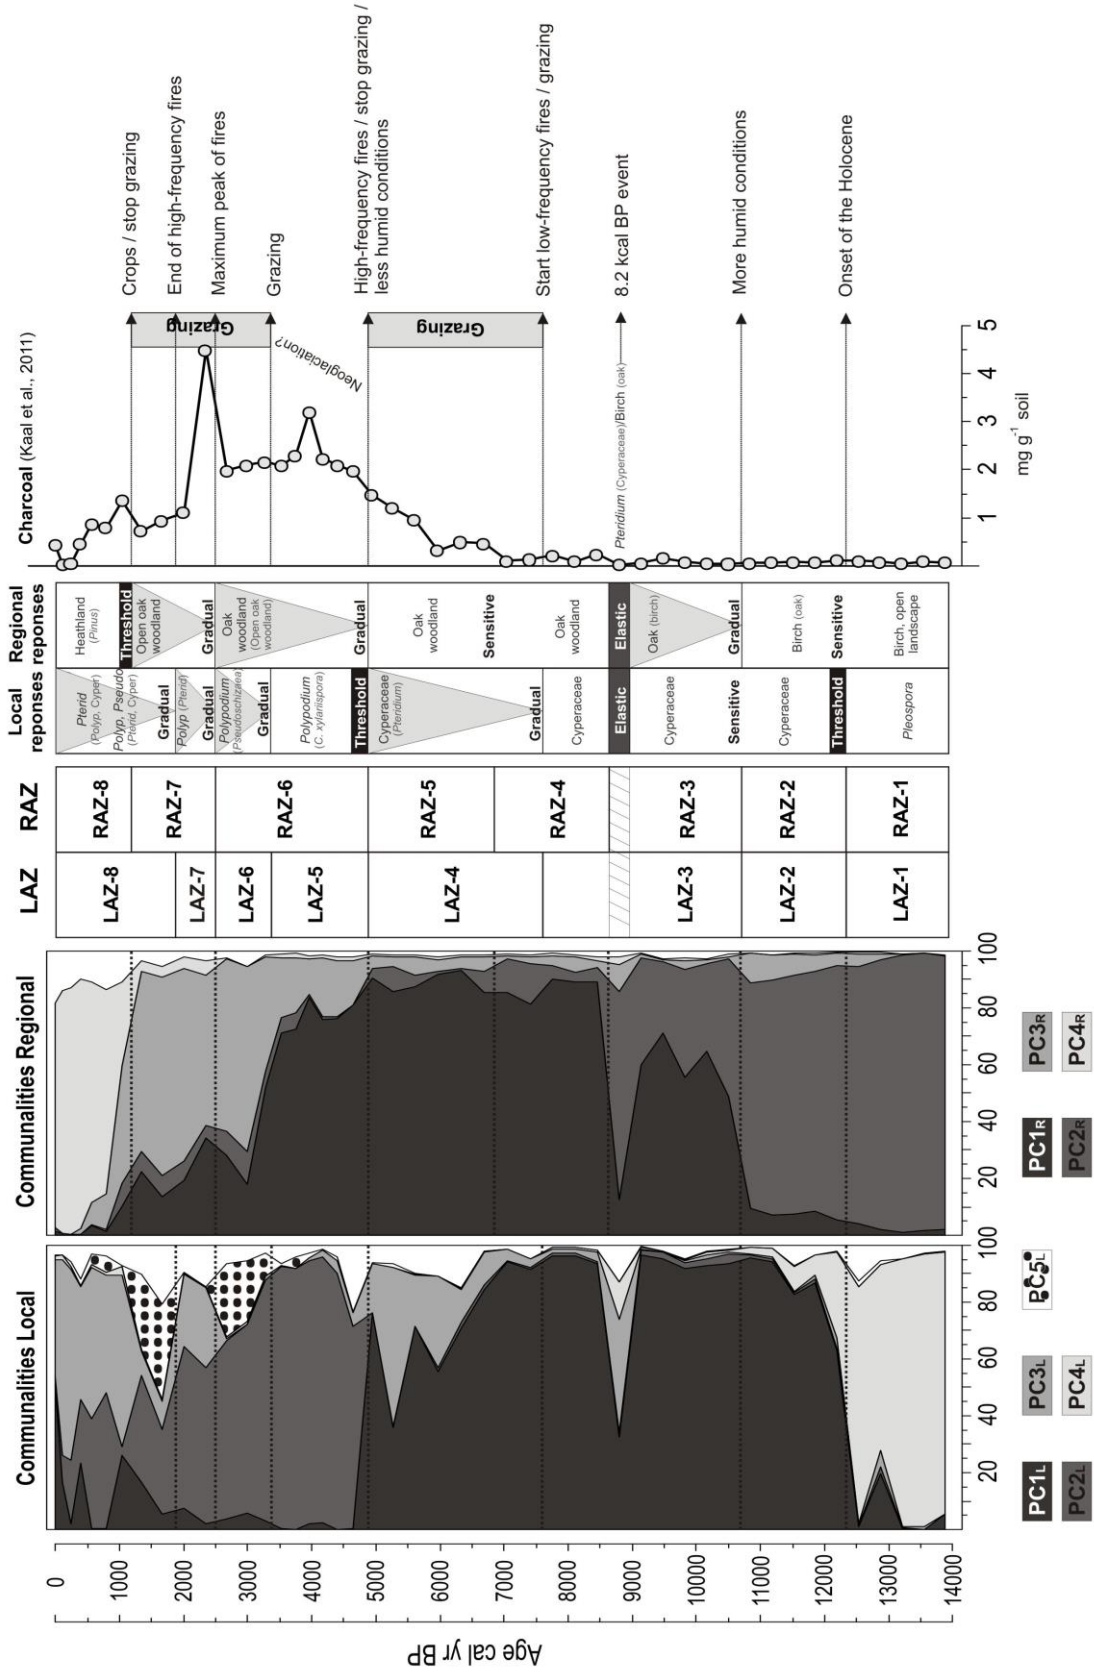 Communalities Local
Communalities Regional
LAZ
RAZ
Local
reponses
Regional
reponses
Charcoal (Kaal et al., 2011)
Age cal yr BP
0
1000
2000
3000
4000
5000
6000
7000
8000
9000
10000
11000
12000
13000
14000
20
40
60
80
100
20
40
60
80
100
LAZ-8
LAZ-7
LAZ-6
LAZ-5
LAZ-4
LAZ-3
LAZ-2
LAZ-1
RAZ-8
RAZ-7
RAZ-6
RAZ-5
RAZ-4
RAZ-3
RAZ-2
RAZ-1
Pterid
(Polyp, Cyper)
Polyp, Pseudo
(Pterid, Cyper)
Gradual
Polyp (Pterid)
Gradual
Polypodium
(Pseudoschizaea)
Gradual
Polypodium
(C. xylariispora)
Threshold
Cyperaceae
(Pteridium)
Gradual
Cyperaceae
Elastic
Cyperaceae
Sensitive
Cyperaceae
Threshold
Pleospora
Heathland
(Pinus)
Threshold
Open oak
woodland
Gradual
Oak
woodland
(Open oak
woodland)
Gradual
Oak
woodland
Sensitive
Oak
woodland
Elastic
Oak (birch)
Gradual
Birch (oak)
Sensitive
Birch, open
landscape
1
2
3
4
5
mg g-1 soil
Grazing
Neoglaciation?
Grazing
Pteridium (Cyperaceae)/Birch (oak)
Crops / stop grazing
End of high-frequency fires
Maximum peak of fires
Grazing
High-frequency fires / stop grazing /
less humid conditions
Start low-frequency fires / grazing
8.2 kcal BP event
More humid conditions
Onset of the Holocene
PC1L
PC3L
PC5L
PC2L
PC4L
PC1R
PC3R
PC2R
PC4R